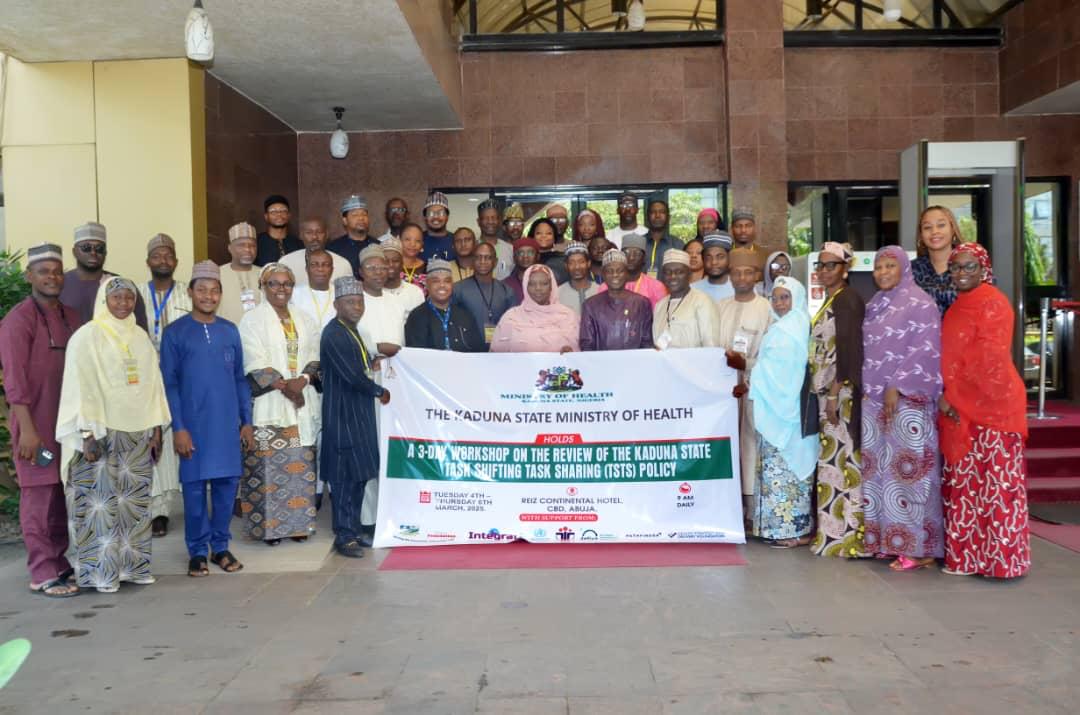 MINISTRY OF HEALTH
KADUNA STATE, NIGERIA
THE KADUNA STATE MINISTRY OF HEALTH
HOLDS
A 3-DAY WORKSHOP ON THE REVIEW OF THE KADUNA STATE
TASK SHIFTING TASK SHARING (TSTS) POLICY
TUESDAY 4TH –
THURSDAY 6TH
MARCH, 2025.
REIZ CONTINENTAL HOTEL,
CBD, ABUJA.
9 AM
DAILY
WITH SUPPORT FROM:
Integra
PATHFINDER